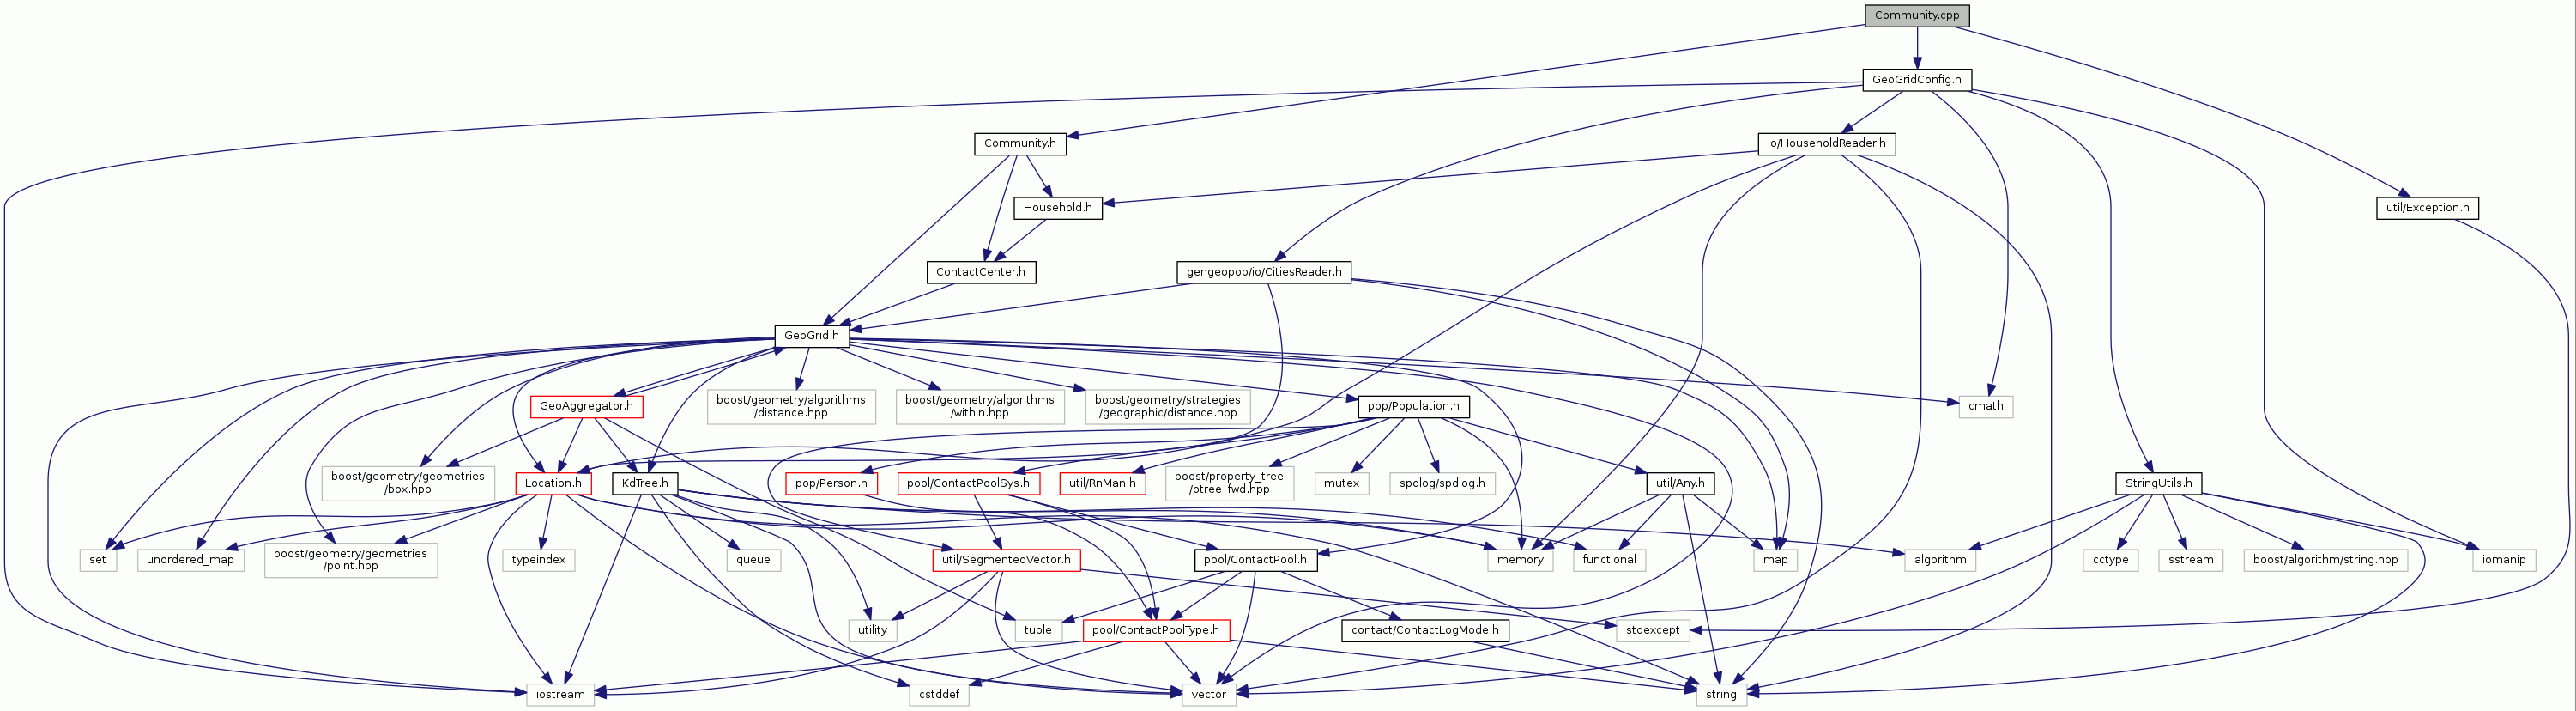 Community.cpp
GeoGridConfig.h
Community.h
io/HouseholdReader.h
Household.h
util/Exception.h
ContactCenter.h
gengeopop/io/CitiesReader.h
GeoGrid.h
GeoAggregator.h
boost/geometry/algorithms
/distance.hpp
boost/geometry/algorithms
/within.hpp
boost/geometry/strategies
/geographic/distance.hpp
pop/Population.h
cmath
boost/geometry/geometries
/box.hpp
Location.h
KdTree.h
pop/Person.h
pool/ContactPoolSys.h
util/RnMan.h
boost/property_tree
/ptree_fwd.hpp
mutex
spdlog/spdlog.h
util/Any.h
StringUtils.h
set
unordered_map
boost/geometry/geometries
/point.hpp
typeindex
queue
util/SegmentedVector.h
pool/ContactPool.h
memory
functional
map
algorithm
cctype
sstream
boost/algorithm/string.hpp
iomanip
utility
tuple
pool/ContactPoolType.h
contact/ContactLogMode.h
stdexcept
iostream
cstddef
vector
string